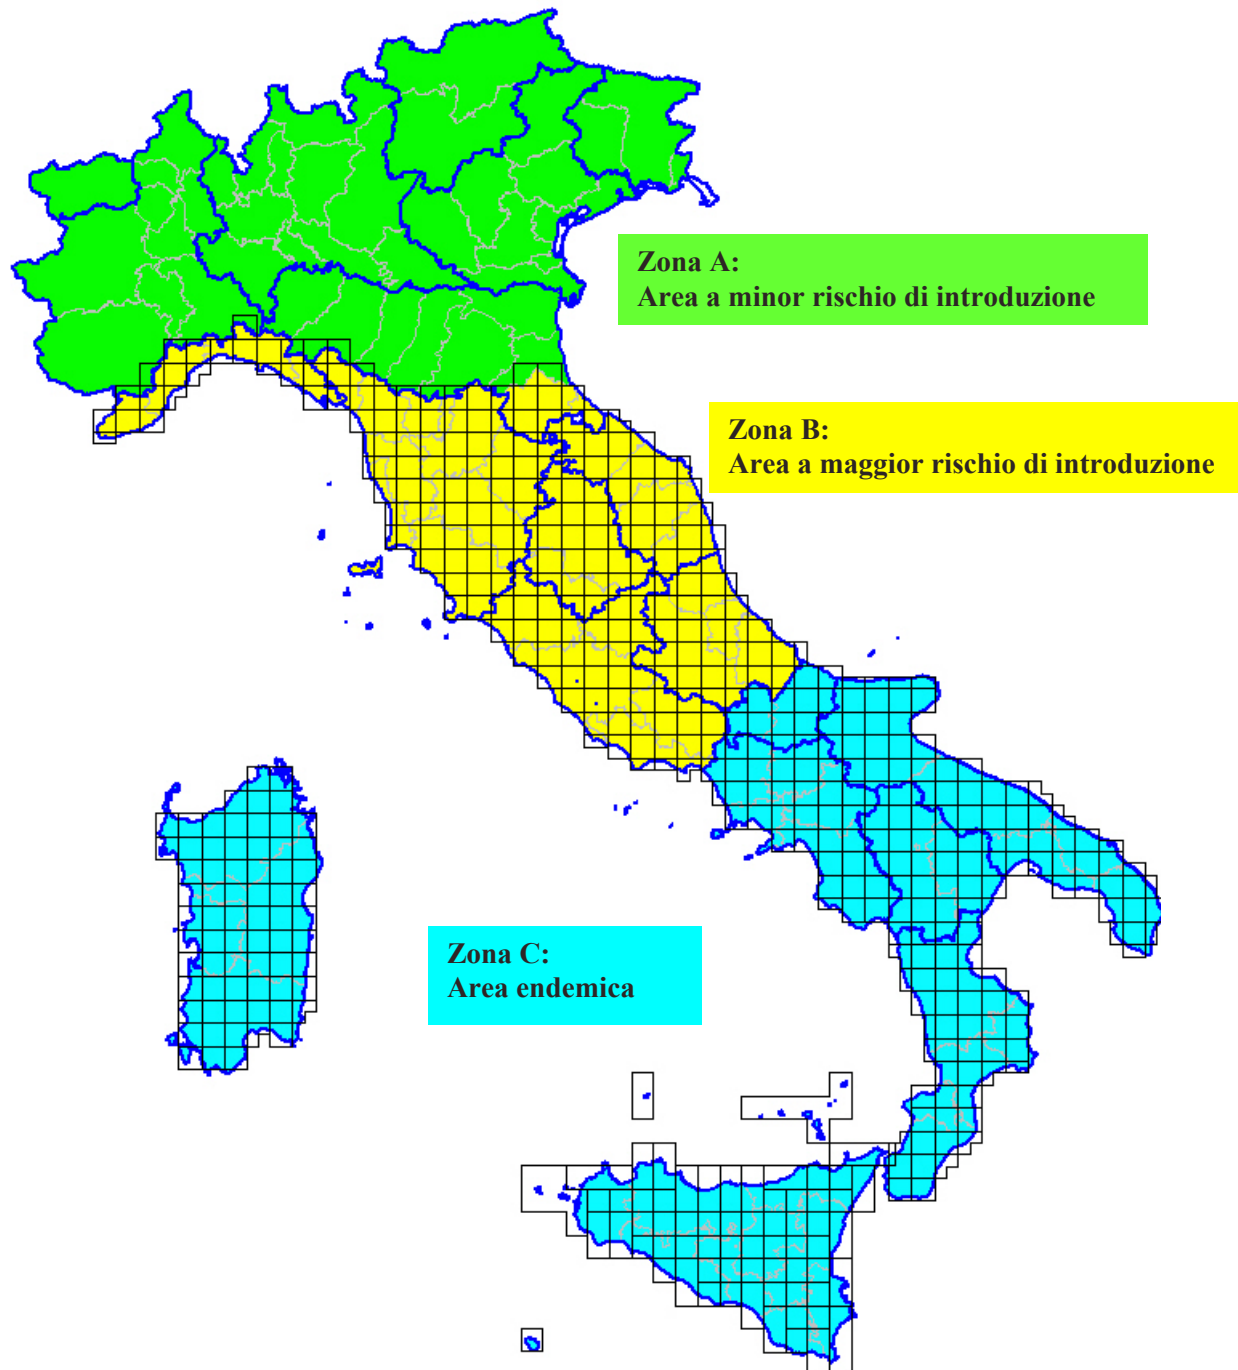 Zona A:
Area a minor rischio di introduzione
Zona B:
Area a maggior rischio di introduzione
Zona C:
Area endemica